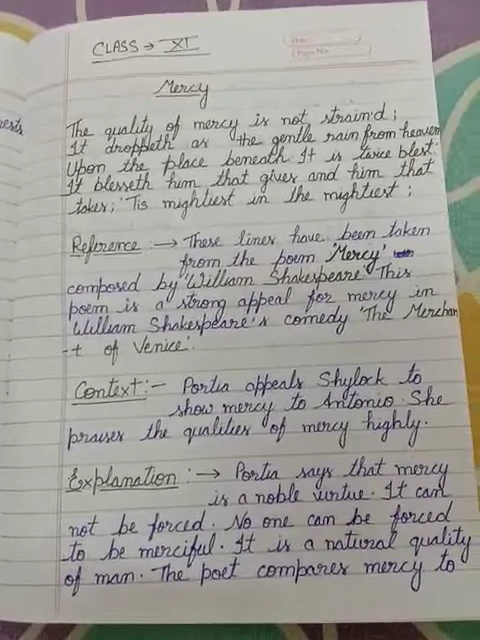 ests
Date
Page No.
CLASS → XI
Mercy
The quality of mercy is not strain'd;
It droppeth as the gentle rain from heaven
Upon the place beneath It is twice blest:
It blesseth him that gives and him that
takes; 'Tis mightiest in the mightiest;
Reference :→ These lines have been taken
from the poem 'Mercy'
composed by 'William Shakespeare' This
poem is a strong appeal for mercy in
William Shakespeare's comedy 'The Merchan
-t of Venice'.
Context:- Portia appeals Shylock to
show mercy to Antonio. She
praises the qualities of mercy highly.
Explanation :→ Portia says that mercy
is a noble virtue. It can
not be forced. No one can be forced
to be merciful. It is a natural quality
of man. The poet compares mercy to